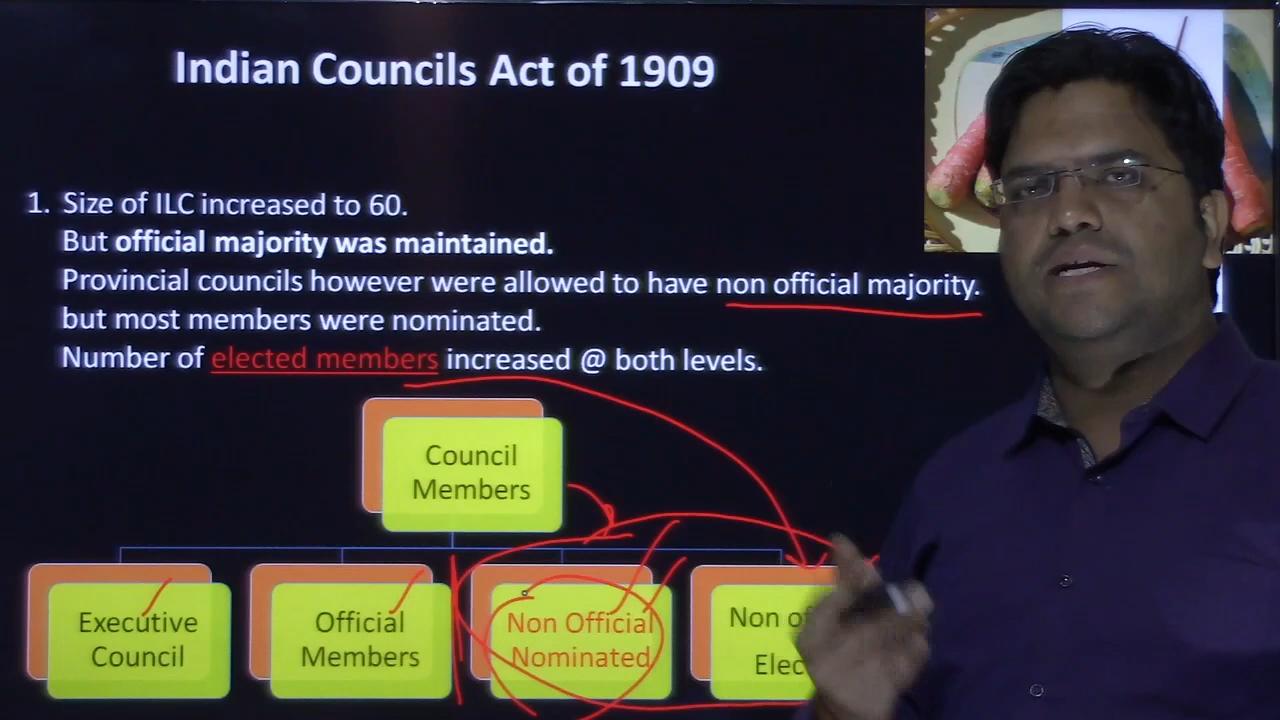 Indian Councils Act of 1909
1. Size of ILC increased to 60.
But official majority was maintained.
Provincial councils however were allowed to have non official majority.
but most members were nominated.
Number of elected members increased @ both levels.
Council
Members
Executive
Council
Official
Members
Non Official
Nominated
Non